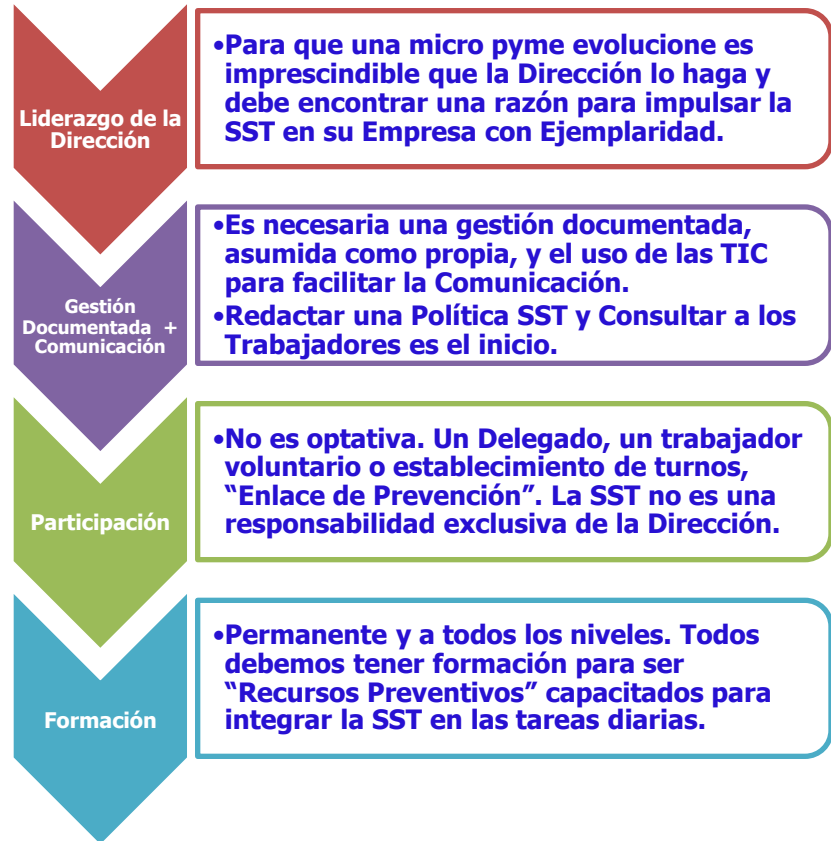 Liderazgo de la
Dirección
•Para que una micro pyme evolucione es
imprescindible que la Dirección lo haga y
debe encontrar una razón para impulsar la
SST en su Empresa con Ejemplaridad.
Gestión
Documentada +
Comunicación
•Es necesaria una gestión documentada,
asumida como propia, y el uso de las TIC
para facilitar la Comunicación.
•Redactar una Política SST y Consultar a los
Trabajadores es el inicio.
Participación
•No es optativa. Un Delegado, un trabajador
voluntario o establecimiento de turnos,
“Enlace de Prevención”. La SST no es una
responsabilidad exclusiva de la Dirección.
Formación
•Permanente y a todos los niveles. Todos
debemos tener formación para ser
“Recursos Preventivos” capacitados para
integrar la SST en las tareas diarias.